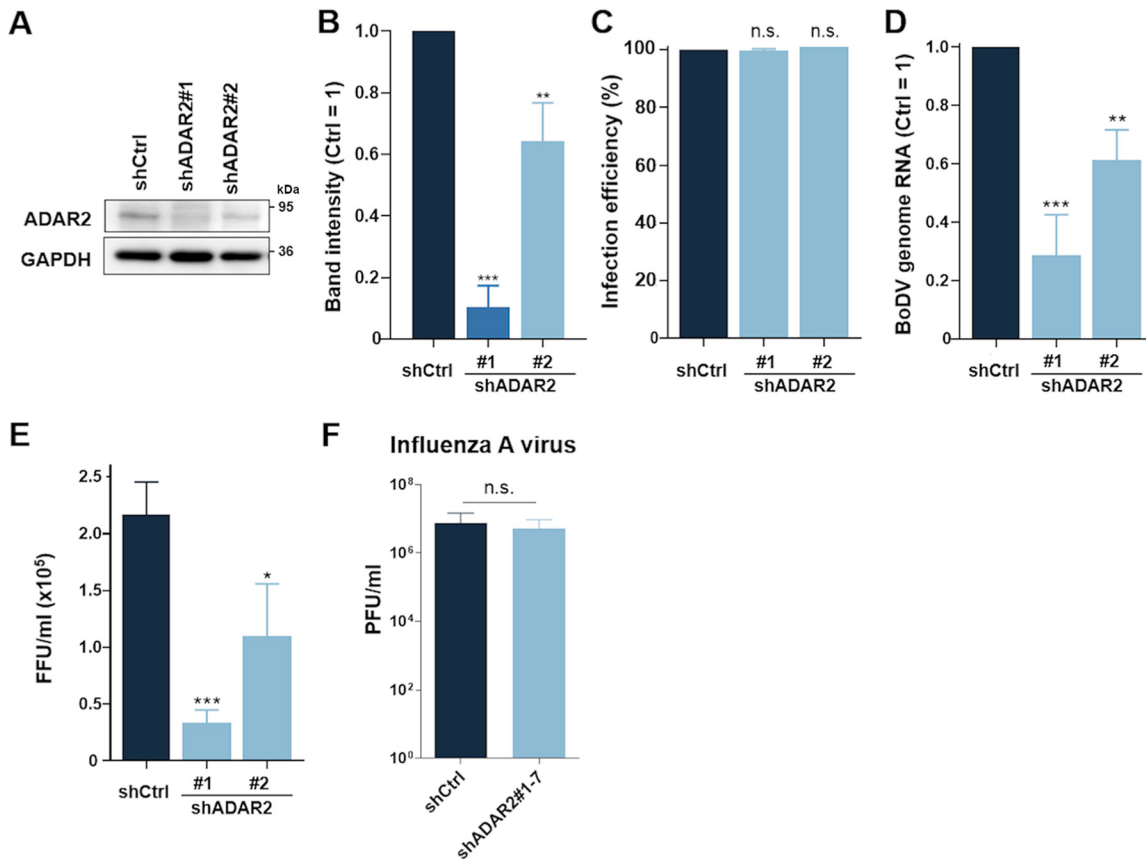 A
shCtrl
shADAR2#1
shADAR2#2
kDa
ADAR2
95
GAPDH
36
B
Band intensity (Ctrl = 1)
1.0
0.8
0.6
0.4
0.2
0
***
**
shCtrl
#1
#2
shADAR2
C
Infection efficiency (%)
100
80
60
40
20
0
n.s.
n.s.
shCtrl
#1
#2
shADAR2
D
BoDV genome RNA (Ctrl = 1)
1.0
0.8
0.6
0.4
0.2
0
***
**
shCtrl
#1
#2
shADAR2
E
FFU/ml (x10⁵)
2.5
2.0
1.5
1.0
0.5
0
***
*
shCtrl
#1
#2
shADAR2
F
Influenza A virus
PFU/ml
10⁸
10⁶
10⁴
10²
10⁰
n.s.
shCtrl
shADAR2#1-7